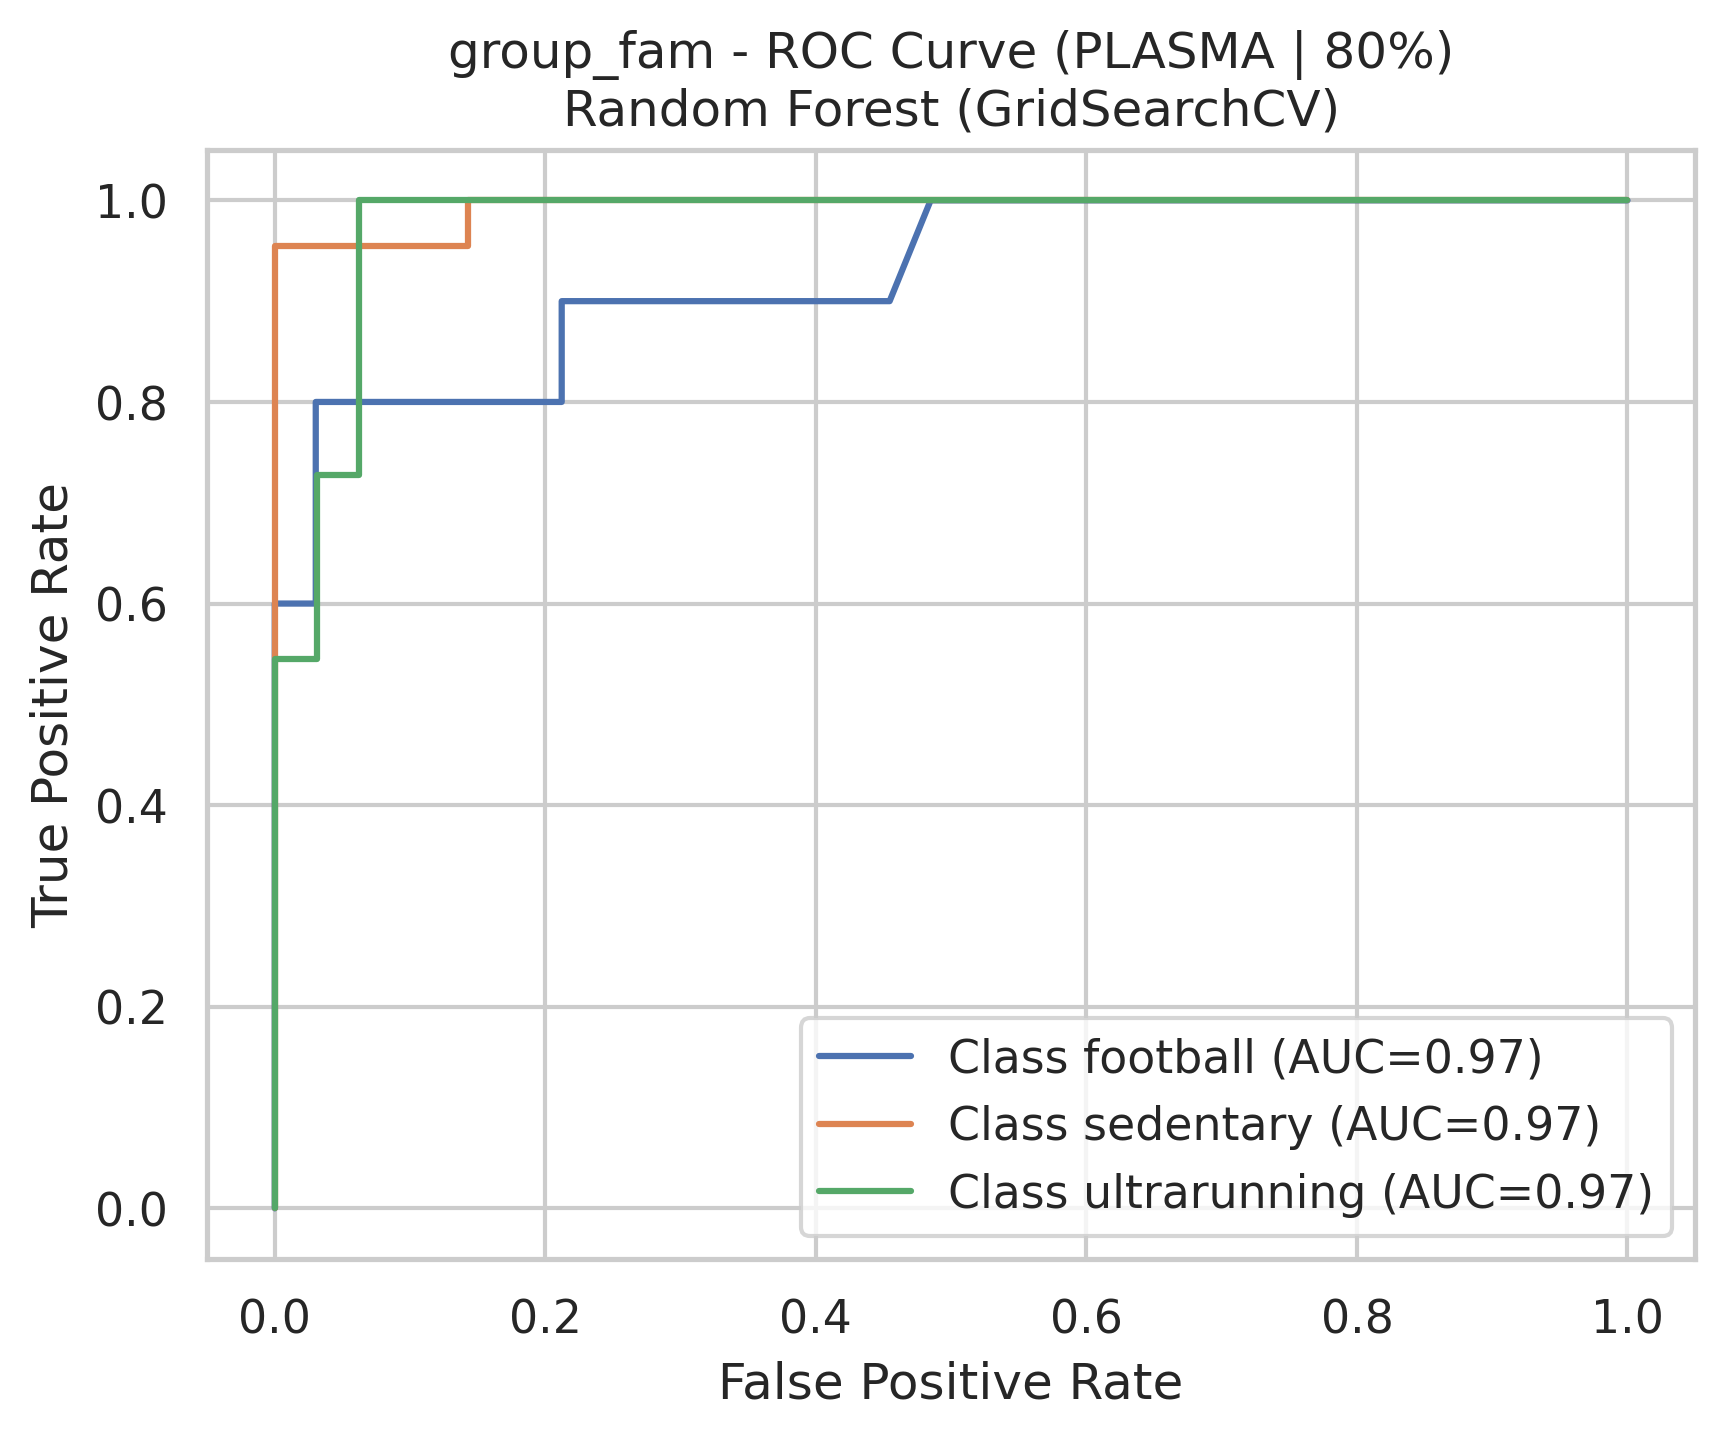 group_fam - ROC Curve (PLASMA | 80%)
Random Forest (GridSearchCV)
True Positive Rate
1.0
0.8
0.6
0.4
0.2
0.0
Class football (AUC=0.97)
Class sedentary (AUC=0.97)
Class ultrarunning (AUC=0.97)
0.0 0.2 0.4 0.6 0.8 1.0
False Positive Rate